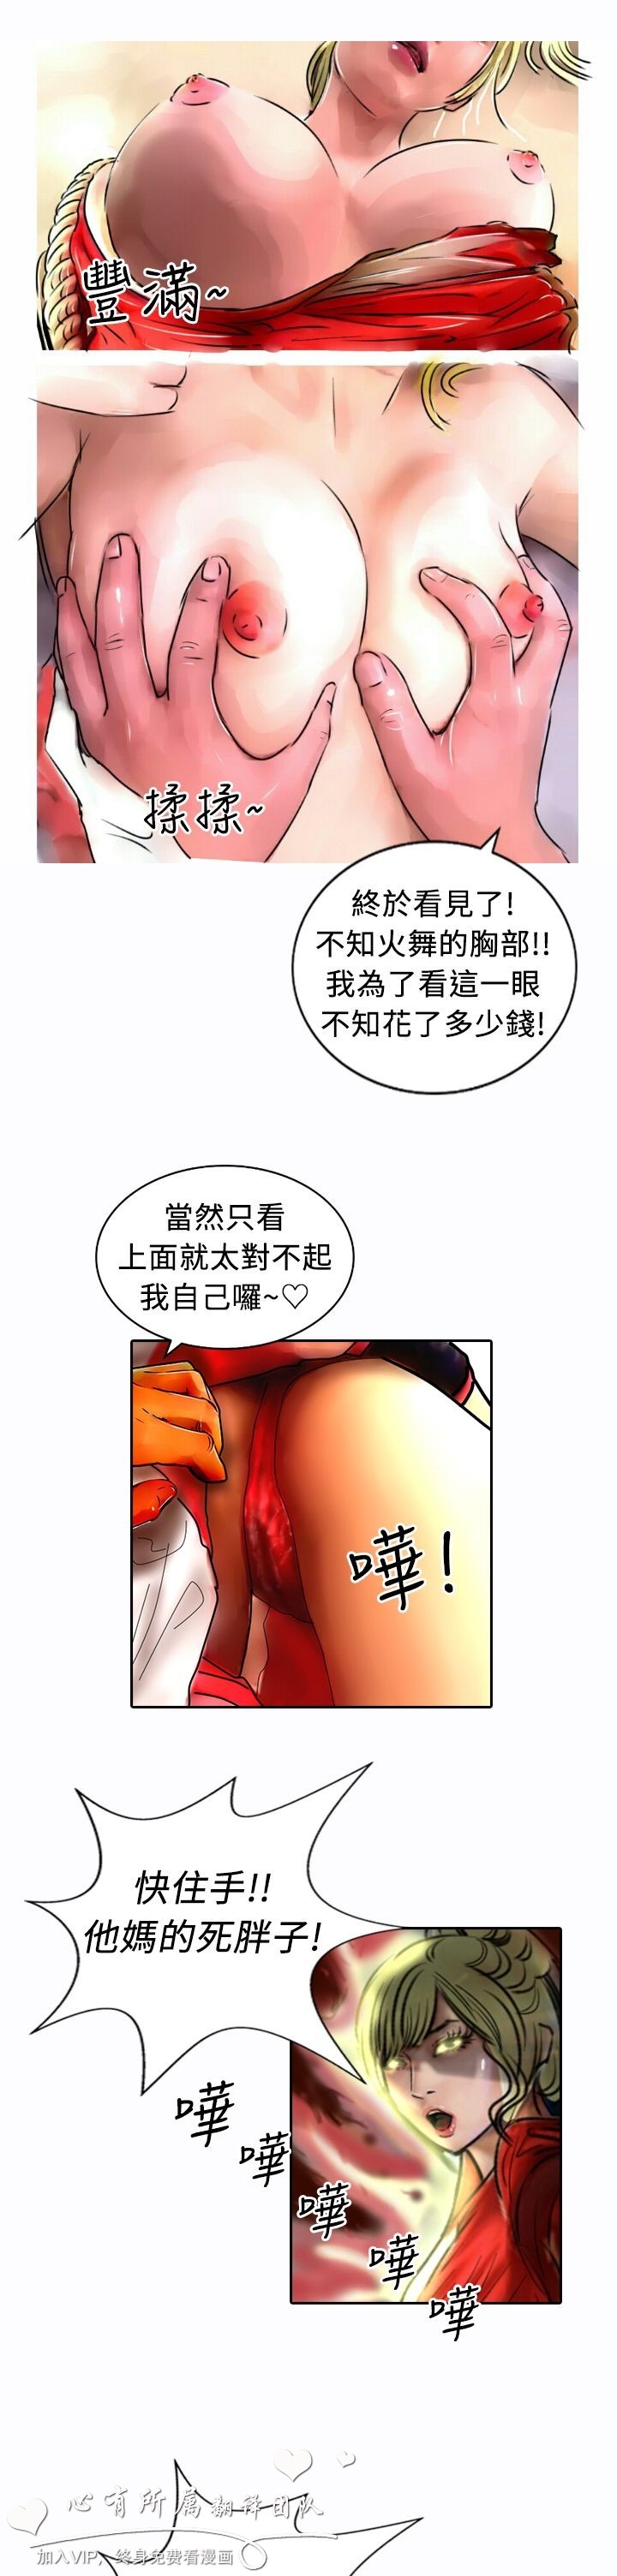 豐滿~
揉揉~
終於看見了!
不知火舞的胸部!!
我為了看這一眼
不知花了多少錢!
當然只看
上面就太對不起
我自己囉~♡
嘩!
快住手!!
他媽的死胖子!
嘩
嘩
嘩
嘩
嘩
心有所属翻译团队
加入VIP，终身免费看漫画